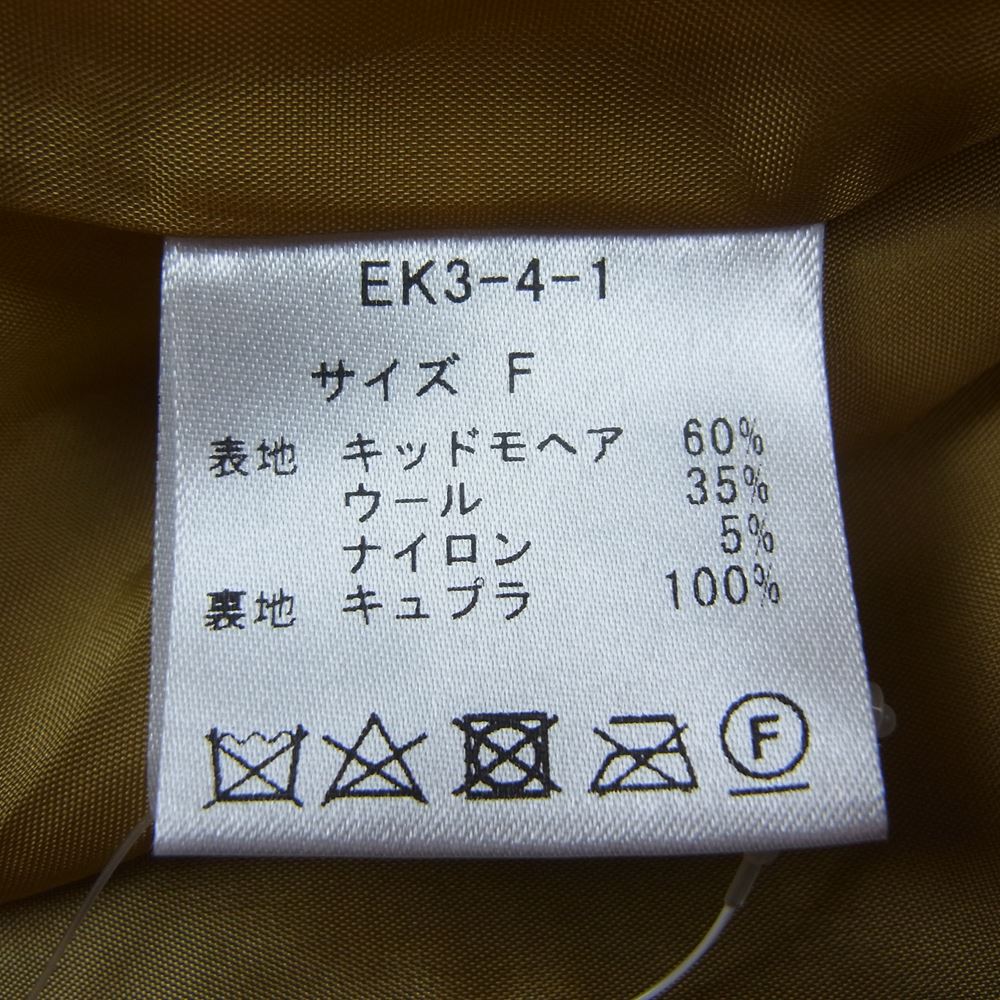 EK3-4-1
サイズ F
表地 キッドモヘア 60%
ウール 35%
ナイロン 5%
裏地 キュプラ 100%
F